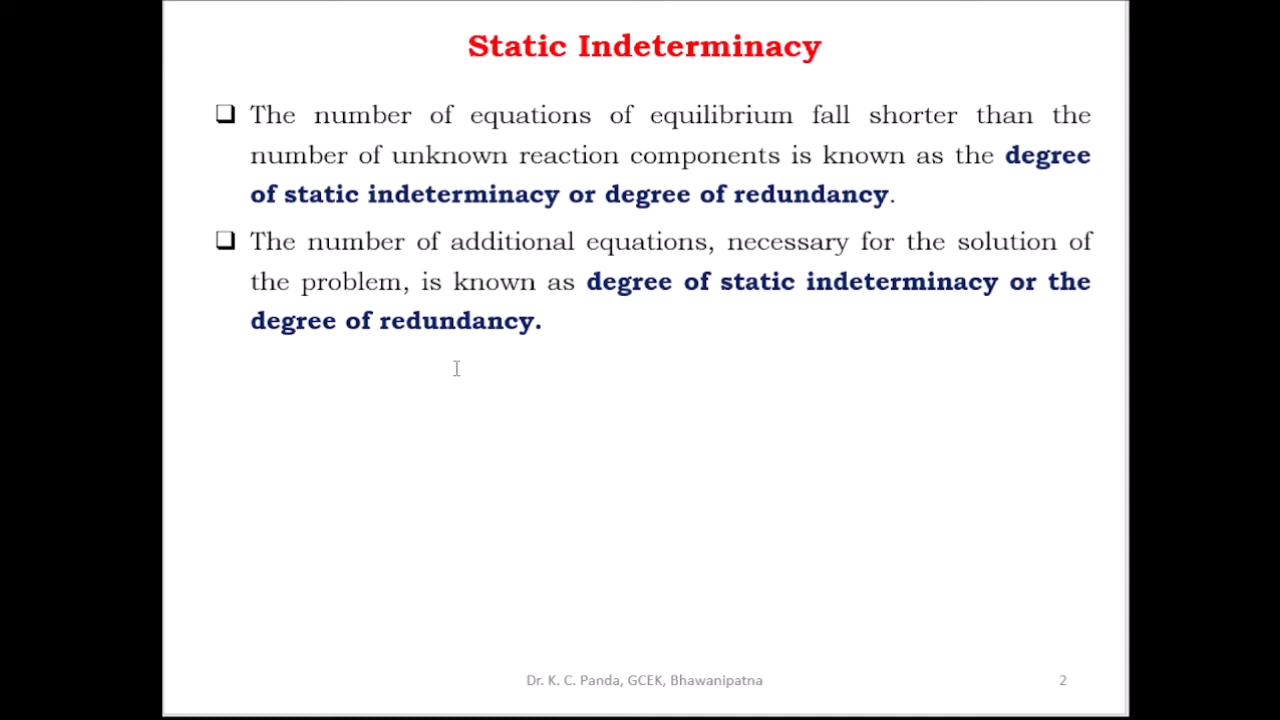 Static Indeterminacy
❑ The number of equations of equilibrium fall shorter than the
number of unknown reaction components is known as the degree
of static indeterminacy or degree of redundancy.
❑ The number of additional equations, necessary for the solution of
the problem, is known as degree of static indeterminacy or the
degree of redundancy.
Dr. K. C. Panda, GCEK, Bhawanipatna 2